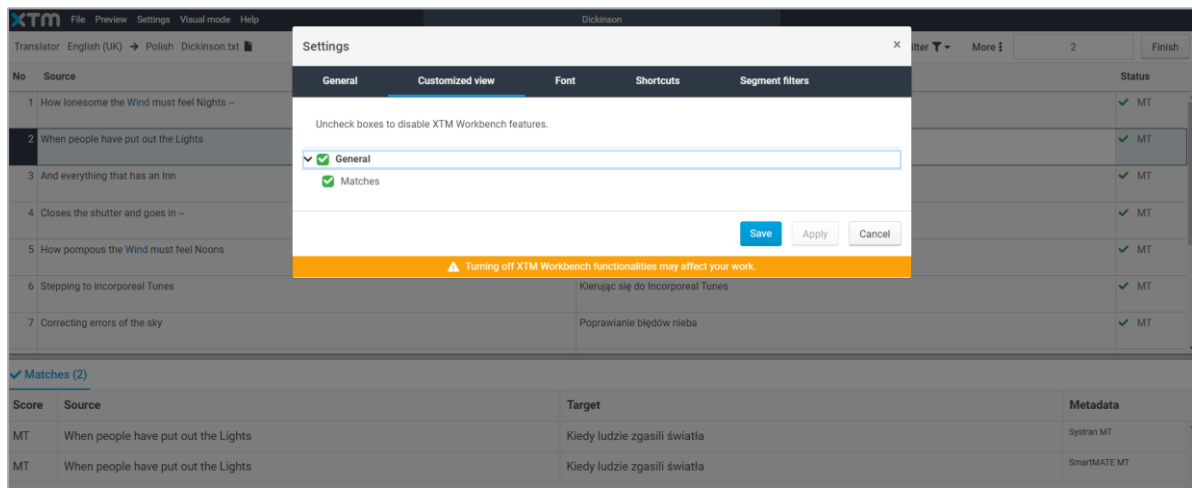 XTM File Preview Settings Visual mode Help Dickinson
Translator English (UK) → Polish Dickinson.txt
Settings ×
ilter More 2 Finish
General Customized view Font Shortcuts Segment filters
No Source Status
Uncheck boxes to disable XTM Workbench features.
1 How lonesome the Wind must feel Nights – MT
2 When people have put out the Lights MT
General
3 And everything that has an Inn MT
Matches
4 Closes the shutter and goes in – MT
Save Apply Cancel
5 How pompous the Wind must feel Noons MT
Turning off XTM Workbench functionalities may affect your work.
6 Stepping to incorporeal Tunes Kierując się do Incorporeal Tunes MT
7 Correcting errors of the sky Poprawianie błędów nieba MT
Matches (2)
Score Source Target Metadata
MT When people have put out the Lights Kiedy ludzie zgasili światła Systran MT
MT When people have put out the Lights Kiedy ludzie zgasili światła SmartMATE MT